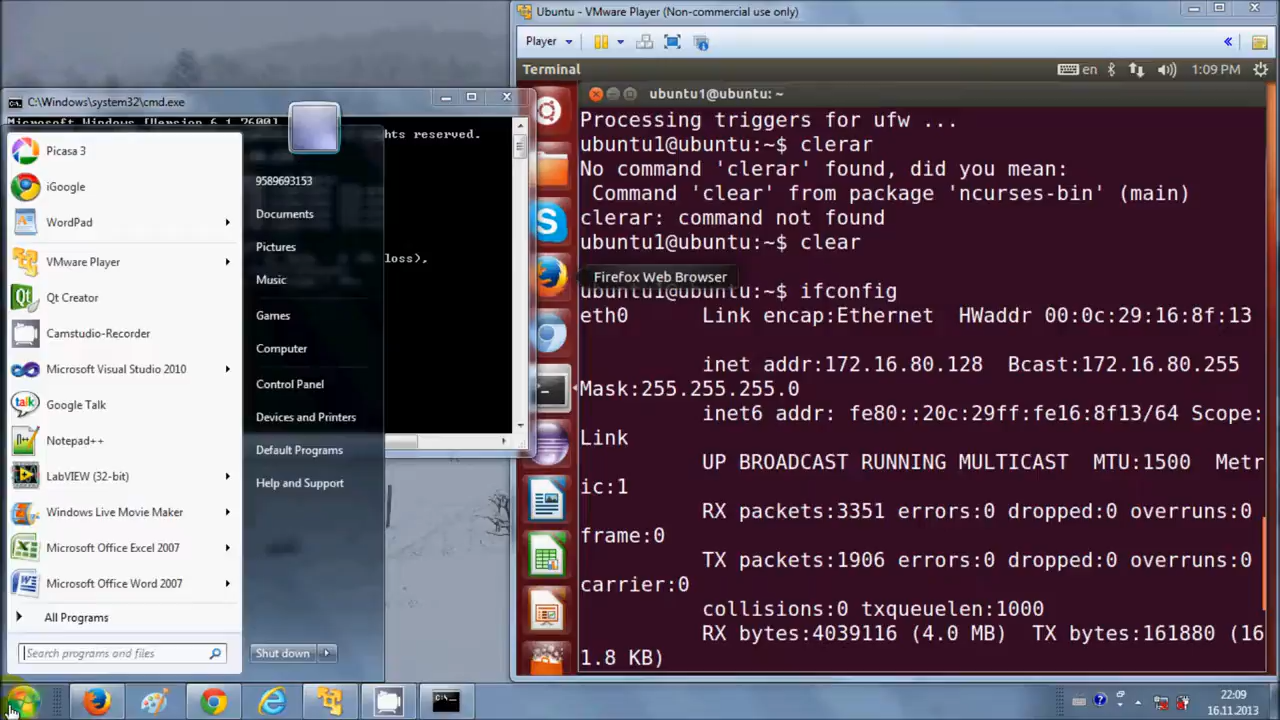 Ubuntu - VMware Player (Non-commercial use only)
Player
Terminal
en
1:09 PM
ubuntu1@ubuntu: ~
Processing triggers for ufw ...
ubuntu1@ubuntu:~$ clerar
No command 'clerar' found, did you mean:
Command 'clear' from package 'ncurses-bin' (main)
clerar: command not found
ubuntu1@ubuntu:~$ clear
Firefox Web Browser
ubuntu1@ubuntu:~$ ifconfig
eth0 Link encap:Ethernet HWaddr 00:0c:29:16:8f:13
inet addr:172.16.80.128 Bcast:172.16.80.255
Mask:255.255.255.0
inet6 addr: fe80::20c:29ff:fe16:8f13/64 Scope:
Link
UP BROADCAST RUNNING MULTICAST MTU:1500 Metr
ic:1
RX packets:3351 errors:0 dropped:0 overruns:0
frame:0
TX packets:1906 errors:0 dropped:0 overruns:0
carrier:0
collisions:0 txqueuelen:1000
RX bytes:4039116 (4.0 MB) TX bytes:161880 (16
1.8 KB)
C:\Windows\system32\cmd.exe
Microsoft Windows [Version 6.1.7600]
hts reserved.
loss),
Picasa 3
iGoogle
WordPad
VMware Player
Qt Creator
Camstudio-Recorder
Microsoft Visual Studio 2010
Google Talk
Notepad++
LabVIEW (32-bit)
Windows Live Movie Maker
Microsoft Office Excel 2007
Microsoft Office Word 2007
All Programs
Search programs and files
9589693153
Documents
Pictures
Music
Games
Computer
Control Panel
Devices and Printers
Default Programs
Help and Support
Shut down
22:09
16.11.2013